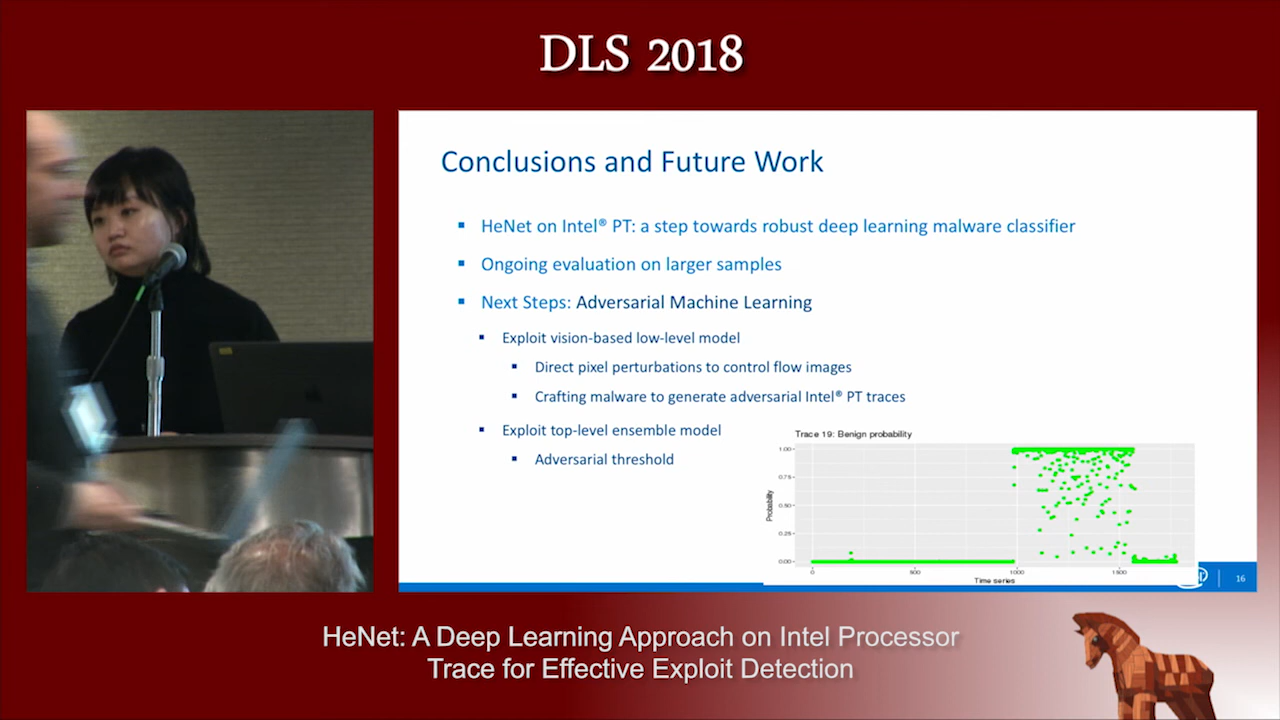 DLS 2018
Conclusions and Future Work
HeNet on Intel® PT: a step towards robust deep learning malware classifier
Ongoing evaluation on larger samples
Next Steps: Adversarial Machine Learning
Exploit vision-based low-level model
Direct pixel perturbations to control flow images
Crafting malware to generate adversarial Intel® PT traces
Exploit top-level ensemble model
Adversarial threshold
Trace 19: Benign probability
1.00
0.75
0.50
0.25
0.00
Probability
0 500 1000 1500
Time series
16
HeNet: A Deep Learning Approach on Intel Processor
Trace for Effective Exploit Detection